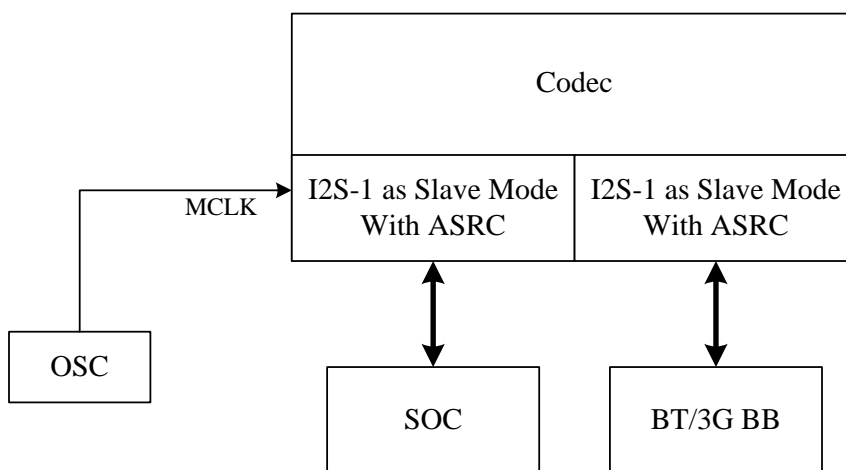 Codec
I2S-1 as Slave Mode
With ASRC
I2S-1 as Slave Mode
With ASRC
MCLK
OSC
SOC
BT/3G BB